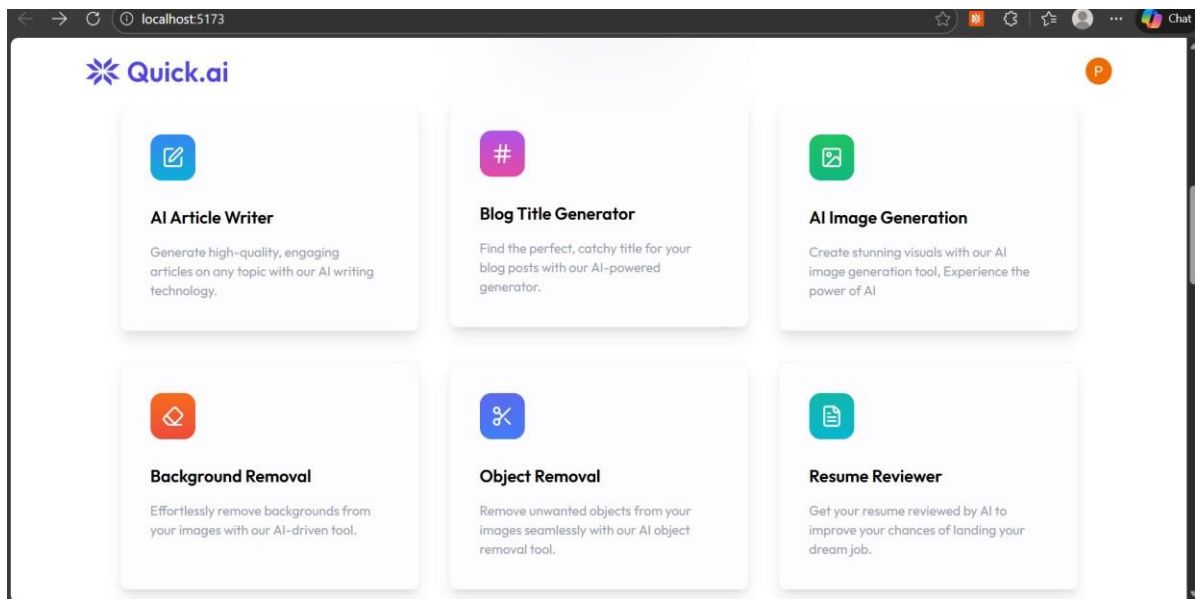 localhost:5173
Chat
Quick.ai
P
AI Article Writer
Generate high-quality, engaging
articles on any topic with our AI writing
technology.
Blog Title Generator
Find the perfect, catchy title for your
blog posts with our AI-powered
generator.
AI Image Generation
Create stunning visuals with our AI
image generation tool, Experience the
power of AI
Background Removal
Effortlessly remove backgrounds from
your images with our AI-driven tool.
Object Removal
Remove unwanted objects from your
images seamlessly with our AI object
removal tool.
Resume Reviewer
Get your resume reviewed by AI to
improve your chances of landing your
dream job.